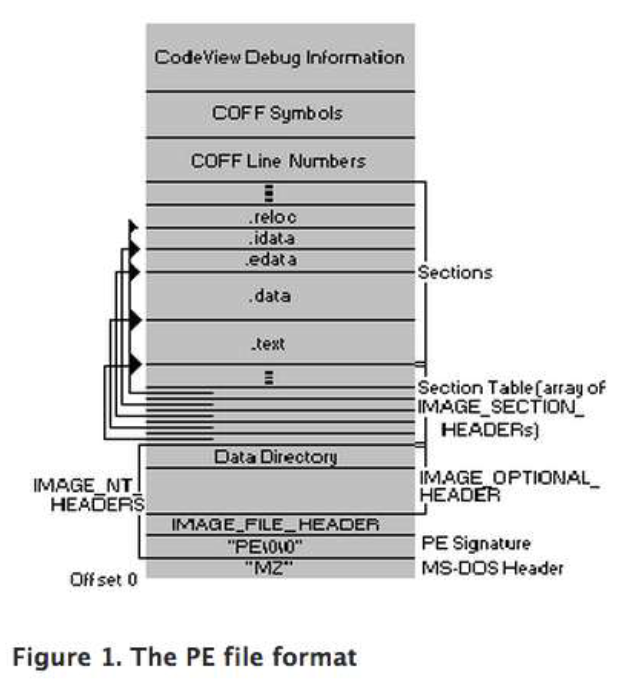 CodeView Debug Information
COFF Symbols
COFF Line Numbers
.reloc
.idata
.edata
.data
.text
Sections
Section Table(array of
IMAGE_SECTION_
HEADERs)
Data Directory
IMAGE_OPTIONAL_
HEADER
IMAGE_NT_
HEADERS
IMAGE_FILE_HEADER
"PE\0\0"
PE Signature
"MZ"
MS-DOS Header
Offset 0
Figure 1. The PE file format